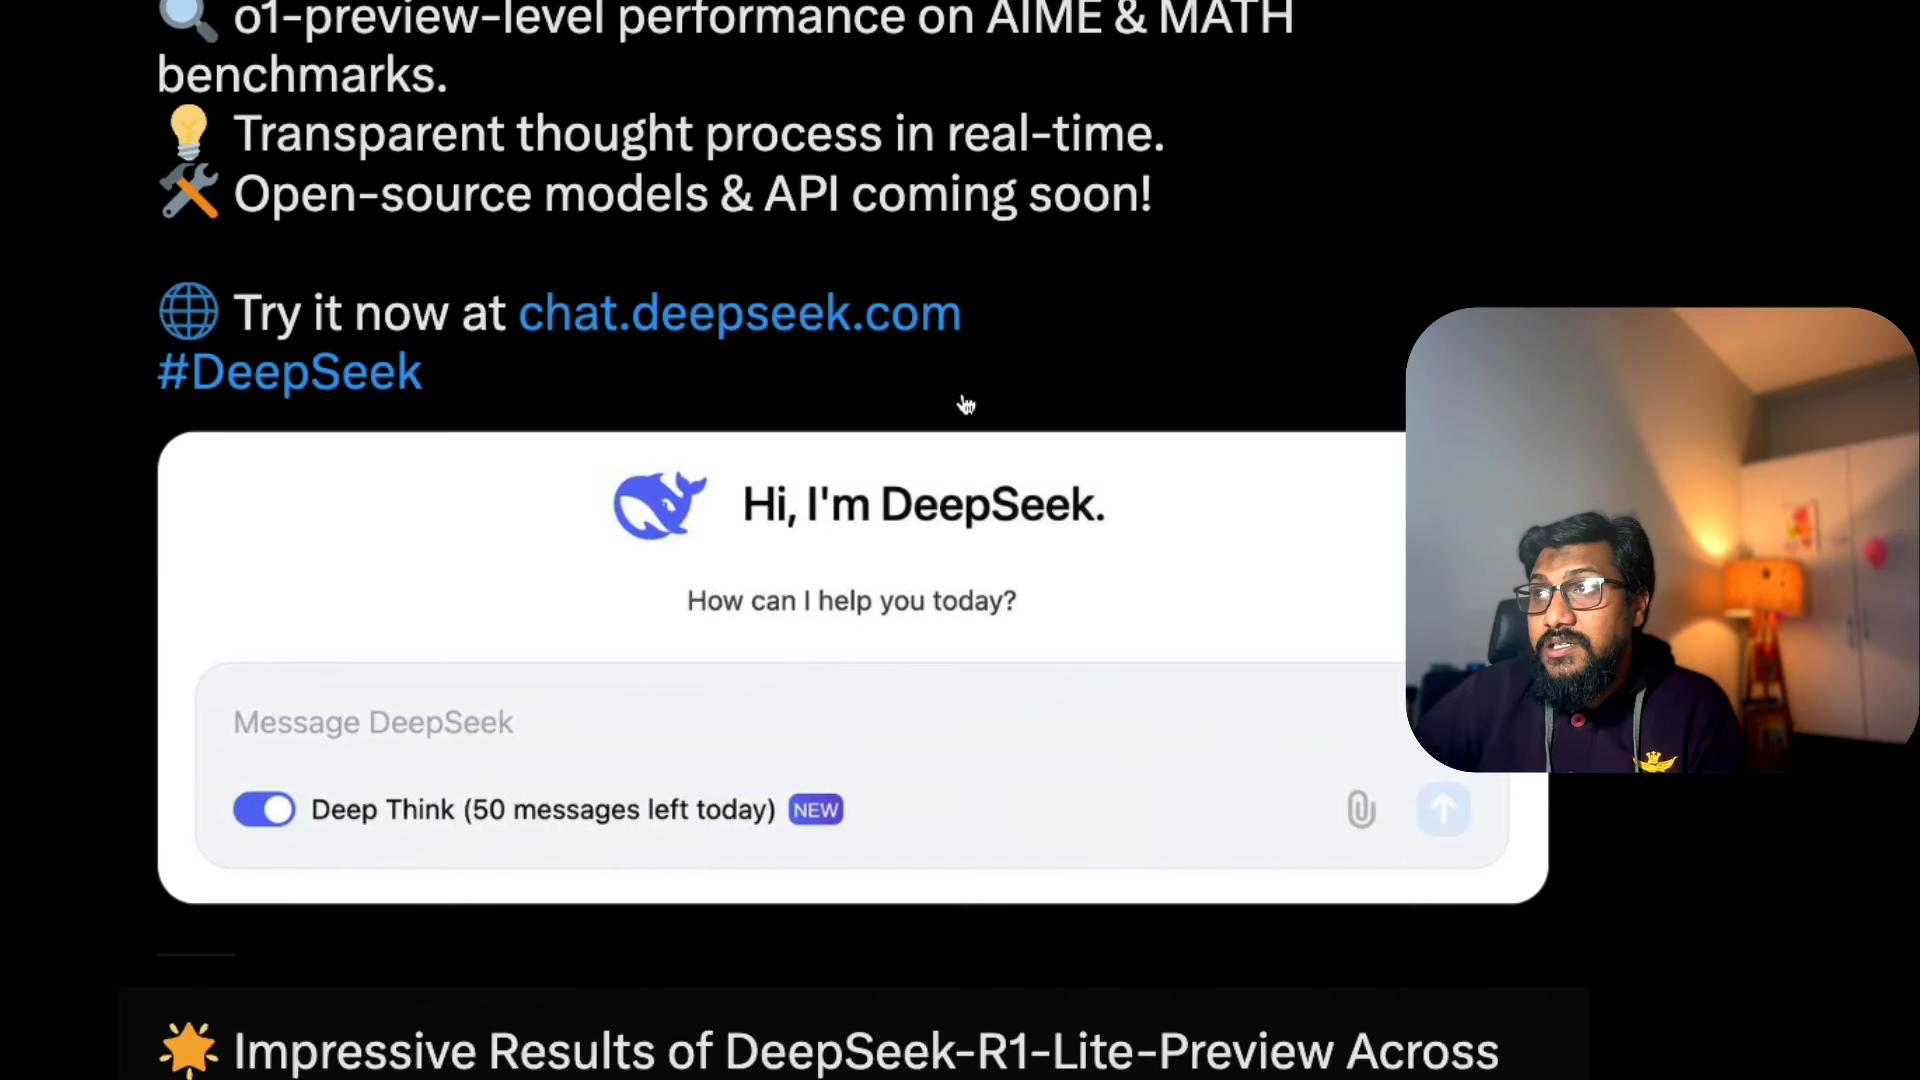 o1-preview-level performance on AIME & MATH
benchmarks.
Transparent thought process in real-time.
Open-source models & API coming soon!
Try it now at chat.deepseek.com
#DeepSeek
Hi, I'm DeepSeek.
How can I help you today?
Message DeepSeek
Deep Think (50 messages left today) NEW
Impressive Results of DeepSeek-R1-Lite-Preview Across